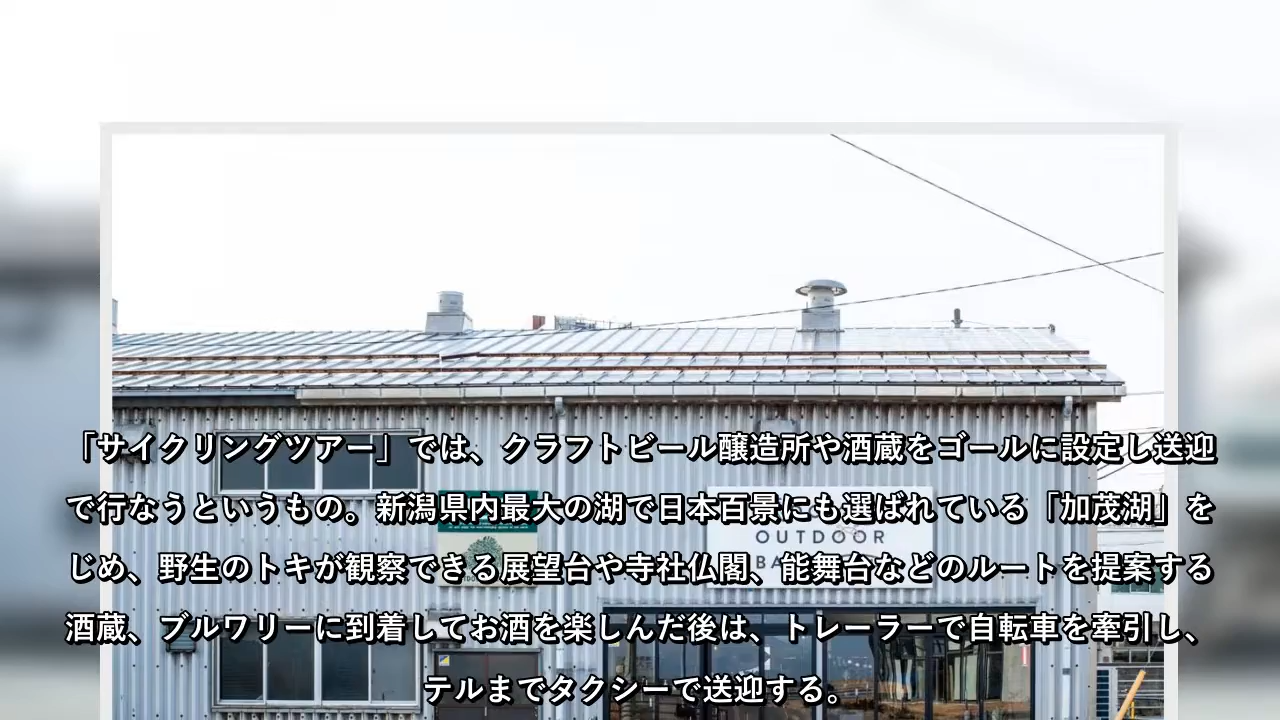 「サイクリングツアー」では、クラフトビール醸造所や酒蔵をゴールに設定し送迎
で行なうというもの。新潟県内最大の湖で日本百景にも選ばれている「加茂湖」を
じめ、野生のトキが観察できる展望台や寺社仏閣、能舞台などのルートを提案する
酒蔵、ブルワリーに到着してお酒を楽しんだ後は、トレーラーで自転車を牽引し、
テルまでタクシーで送迎する。
OUTDOOR
BA